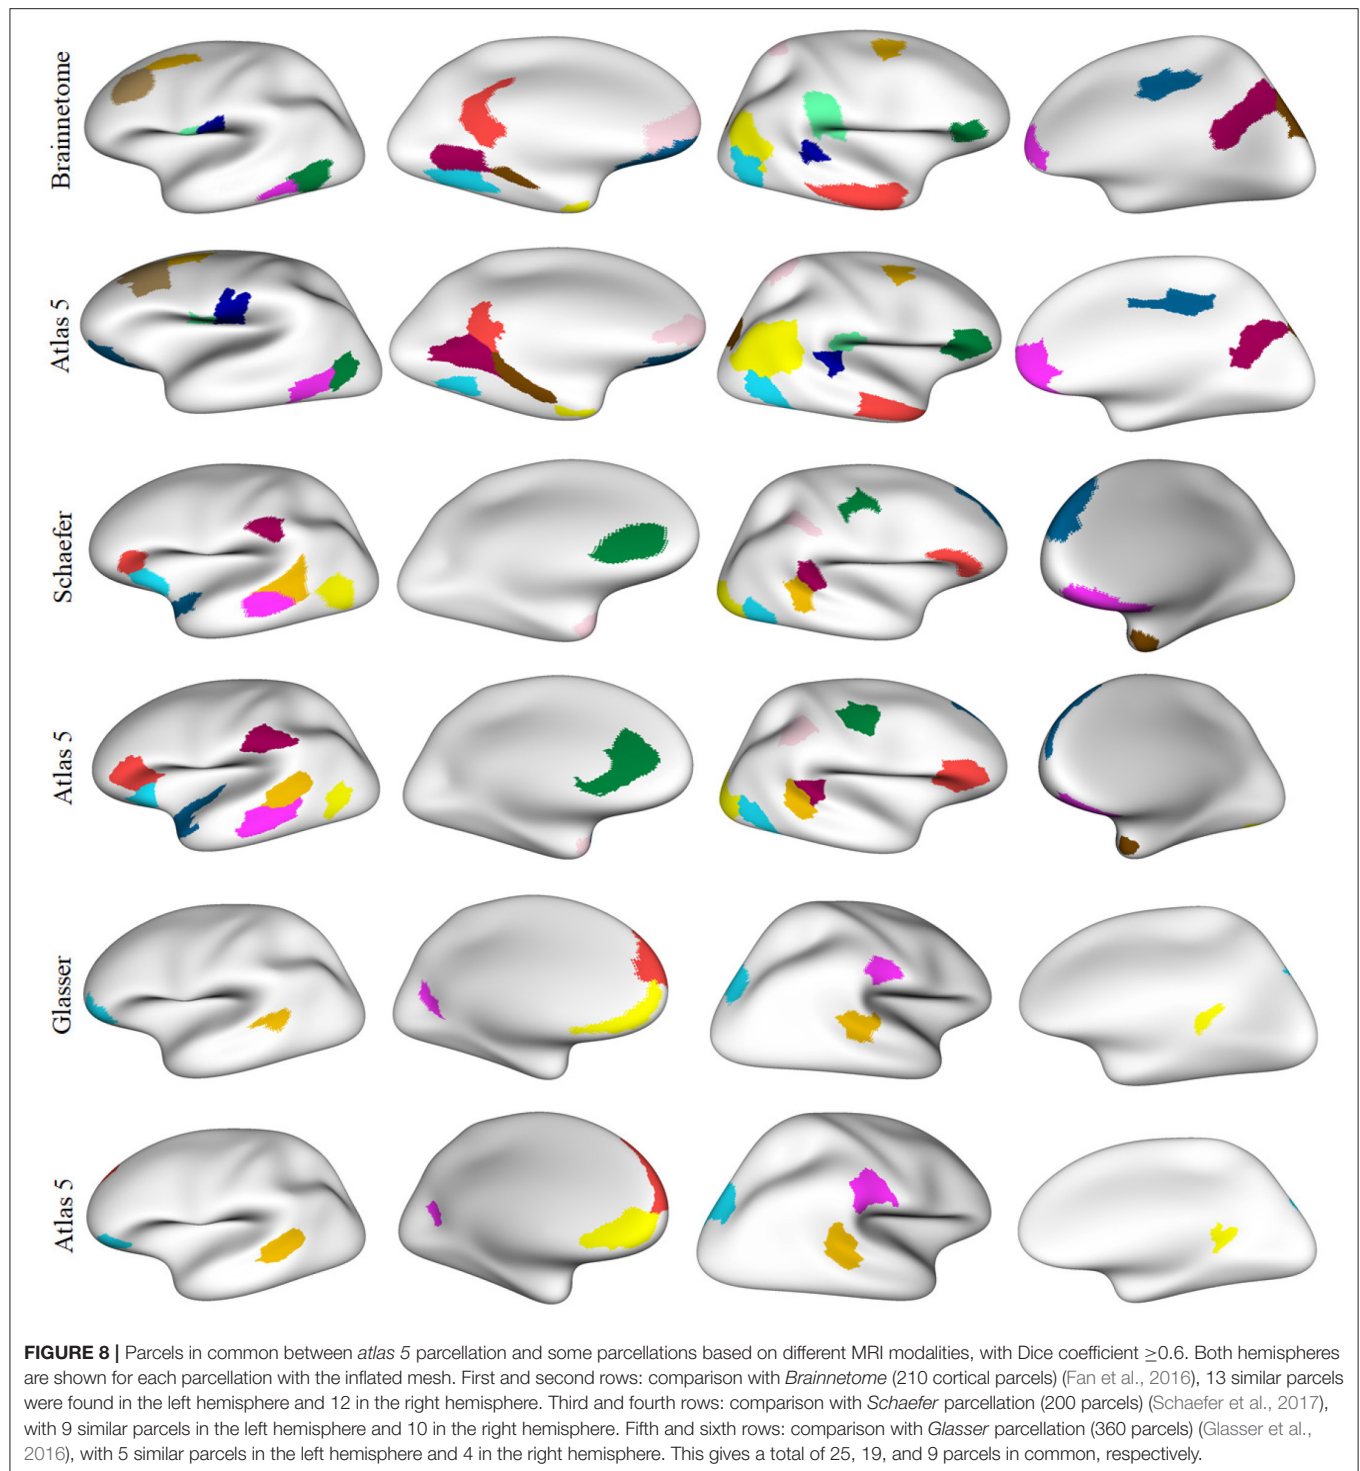 Brainnetome
Atlas 5
Schaefer
Atlas 5
Glasser
Atlas 5
FIGURE 8 | Parcels in common between atlas 5 parcellation and some parcellations based on different MRI modalities, with Dice coefficient ≥0.6. Both hemispheres
are shown for each parcellation with the inflated mesh. First and second rows: comparison with Brainnetome (210 cortical parcels) (Fan et al., 2016), 13 similar parcels
were found in the left hemisphere and 12 in the right hemisphere. Third and fourth rows: comparison with Schaefer parcellation (200 parcels) (Schaefer et al., 2017),
with 9 similar parcels in the left hemisphere and 10 in the right hemisphere. Fifth and sixth rows: comparison with Glasser parcellation (360 parcels) (Glasser et al.,
2016), with 5 similar parcels in the left hemisphere and 4 in the right hemisphere. This gives a total of 25, 19, and 9 parcels in common, respectively.